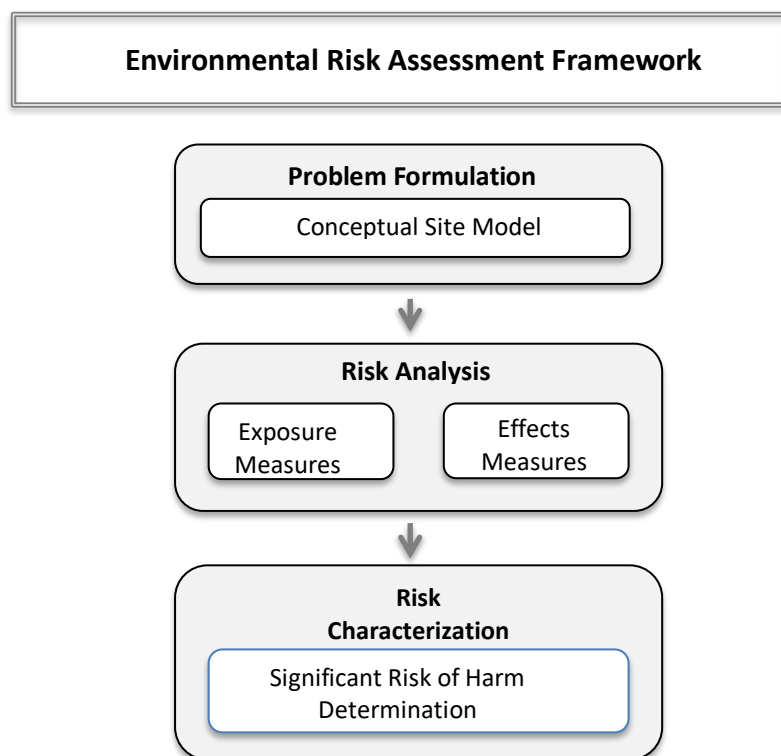 Environmental Risk Assessment Framework
Problem Formulation
Conceptual Site Model
Risk Analysis
Exposure
Measures
Effects
Measures
Risk
Characterization
Significant Risk of Harm
Determination